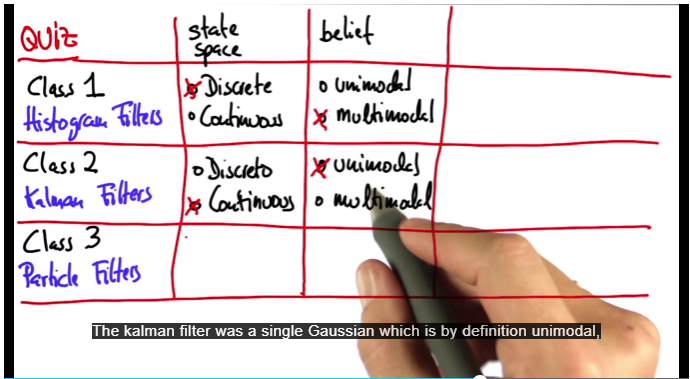 QUIZ
state space
belief
Class 1
Histogram Filters
Discrete
Continuous
unimodal
multimodal
Class 2
Kalman Filters
Discrete
Continuous
unimodal
multimodal
Class 3
Particle Filters
The kalman filter was a single Gaussian which is by definition unimodal,